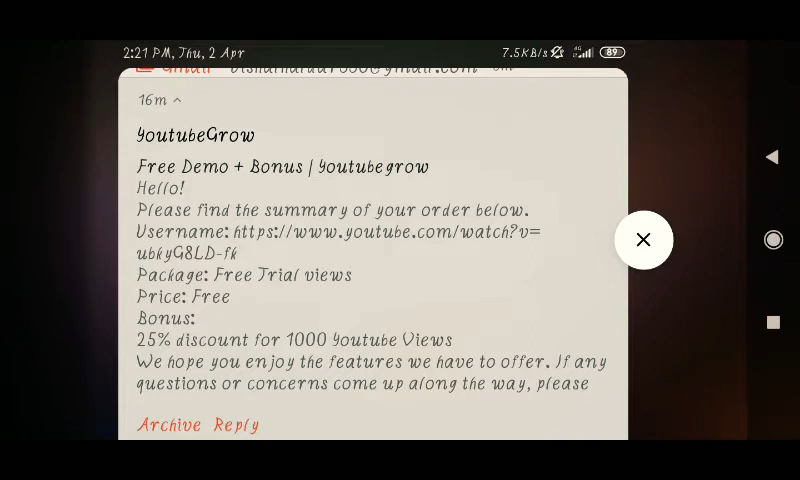 2:21 PM, Thu, 2 Apr 7.5KB/s 4G 89
Gmail
16m
YoutubeGrow
Free Demo + Bonus | Youtubegrow
Hello!
Please find the summary of your order below.
Username: https://www.youtube.com/watch?v=
ubkyG8LD-fk
Package: Free Trial views
Price: Free
Bonus:
25% discount for 1000 Youtube Views
We hope you enjoy the features we have to offer. If any
questions or concerns come up along the way, please
Archive Reply